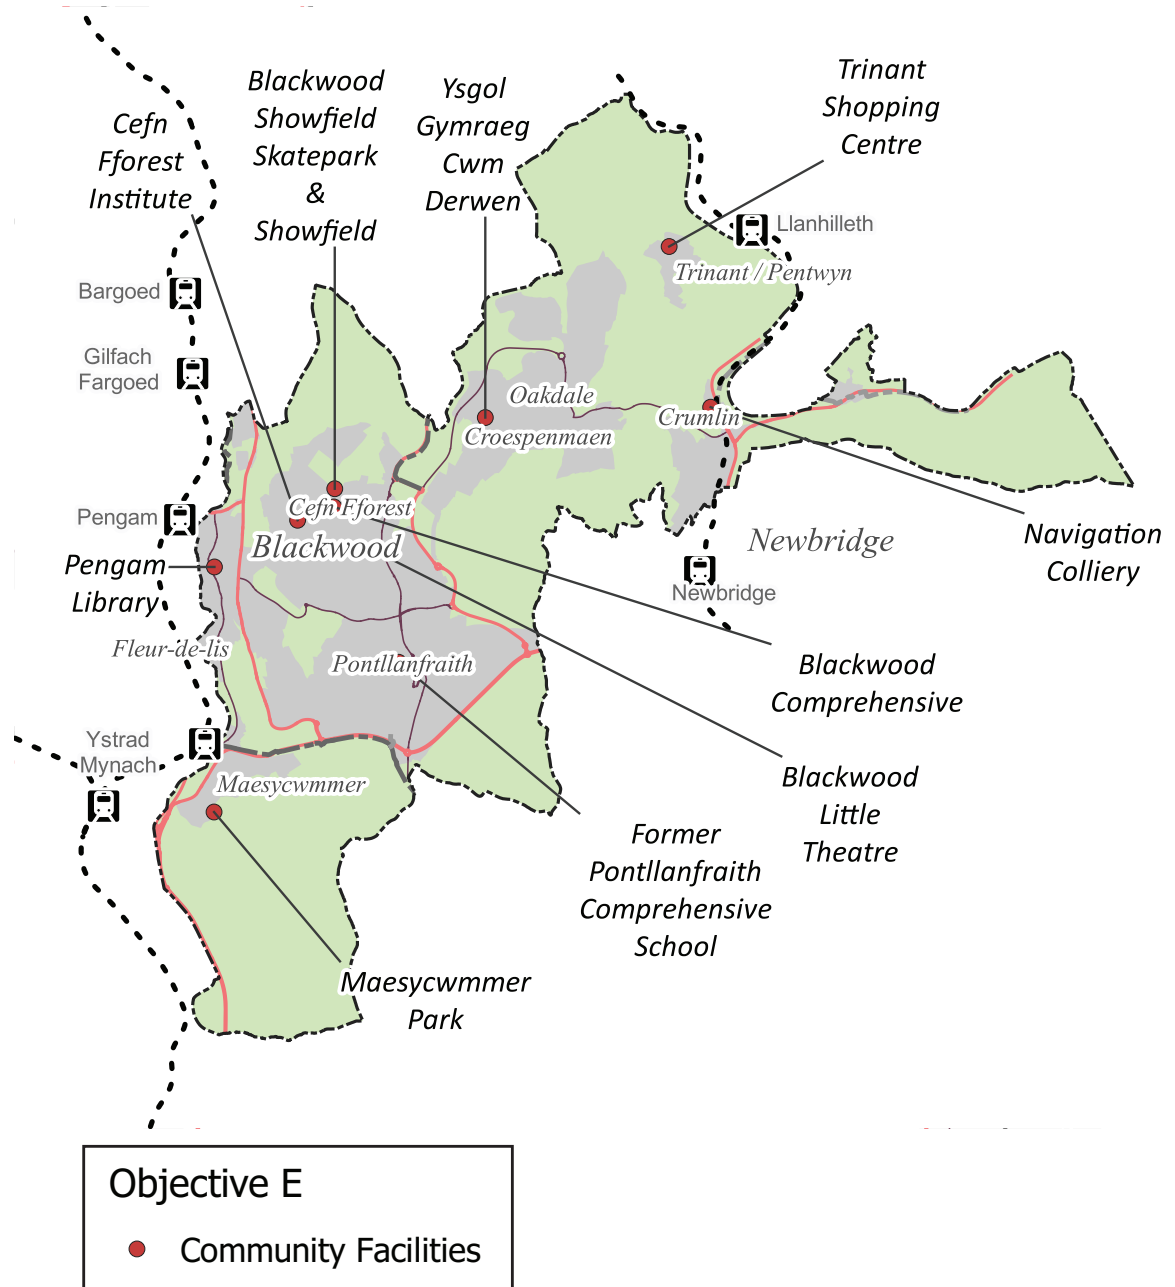 Cefn
Fforest
Institute
Blackwood
Showfield
Skatepark
&
Showfield
Ysgol
Gymraeg
Cwm
Derwen
Trinant
Shopping
Centre
Llanhilleth
Trinant / Pentwyn
Bargoed
Gilfach
Fargoed
Oakdale
Croespenmaen
Crumlin
Pengam
Cefn Fforest
Blackwood
Newbridge
Navigation
Colliery
Pengam
Library
Newbridge
Fleur-de-lis
Pontllanfraith
Blackwood
Comprehensive
Ystrad
Mynach
Maesycwmmer
Blackwood
Little
Theatre
Former
Pontllanfraith
Comprehensive
School
Maesycwmmer
Park
Objective E
Community Facilities